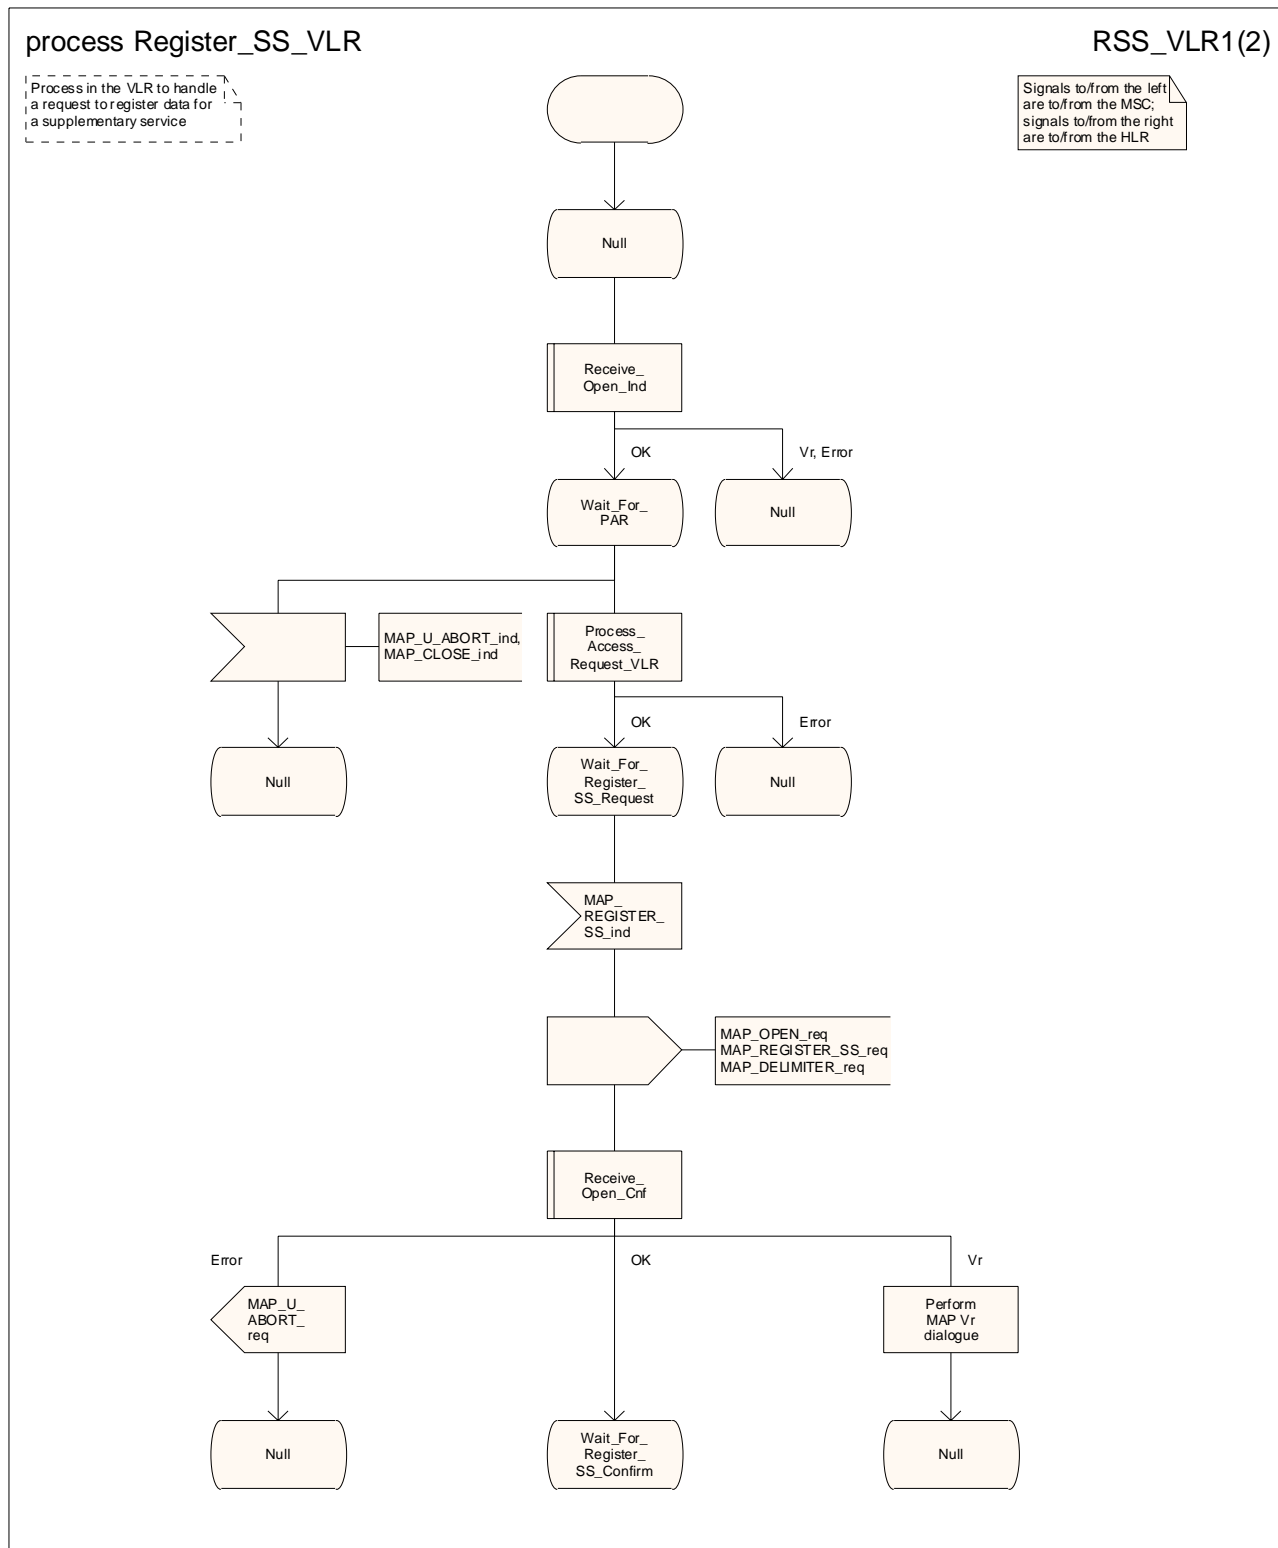 process Register_SS_VLR
RSS_VLR1(2)
Process in the VLR to handle
a request to register data for
a supplementary service
Signals to/from the left
are to/from the MSC;
signals to/from the right
are to/from the HLR
Null
Receive_
Open_Ind
OK
Vr, Error
Wait_For_
PAR
Null
MAP_U_ABORT_ind,
MAP_CLOSE_ind
Process_
Access_
Request_VLR
OK
Error
Null
Wait_For_
Register_
SS_Request
Null
MAP_
REGISTER_
SS_ind
MAP_OPEN_req
MAP_REGISTER_SS_req
MAP_DELIMITER_req
Receive_
Open_Cnf
Error
OK
Vr
MAP_U_
ABORT_
req
Perform
MAP Vr
dialogue
Null
Wait_For_
Register_
SS_Confirm
Null